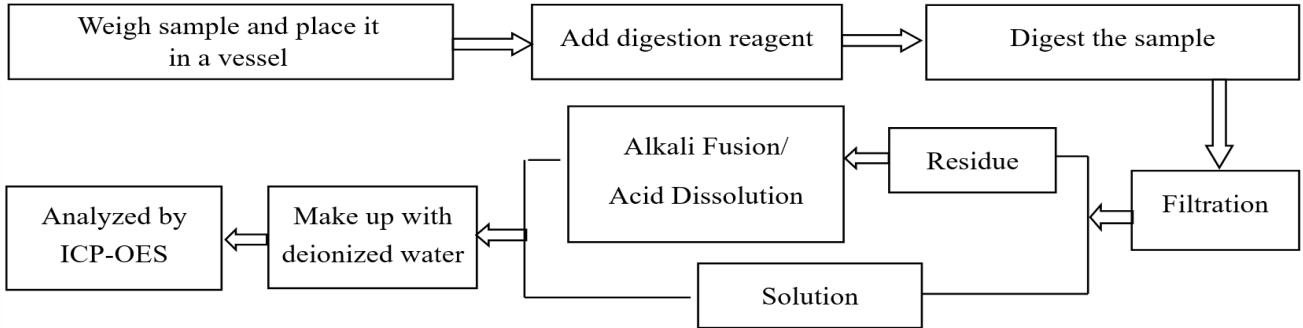 Weigh sample and place it
in a vessel
Add digestion reagent
Digest the sample
Filtration
Residue
Alkali Fusion/
Acid Dissolution
Solution
Make up with
deionized water
Analyzed by
ICP-OES